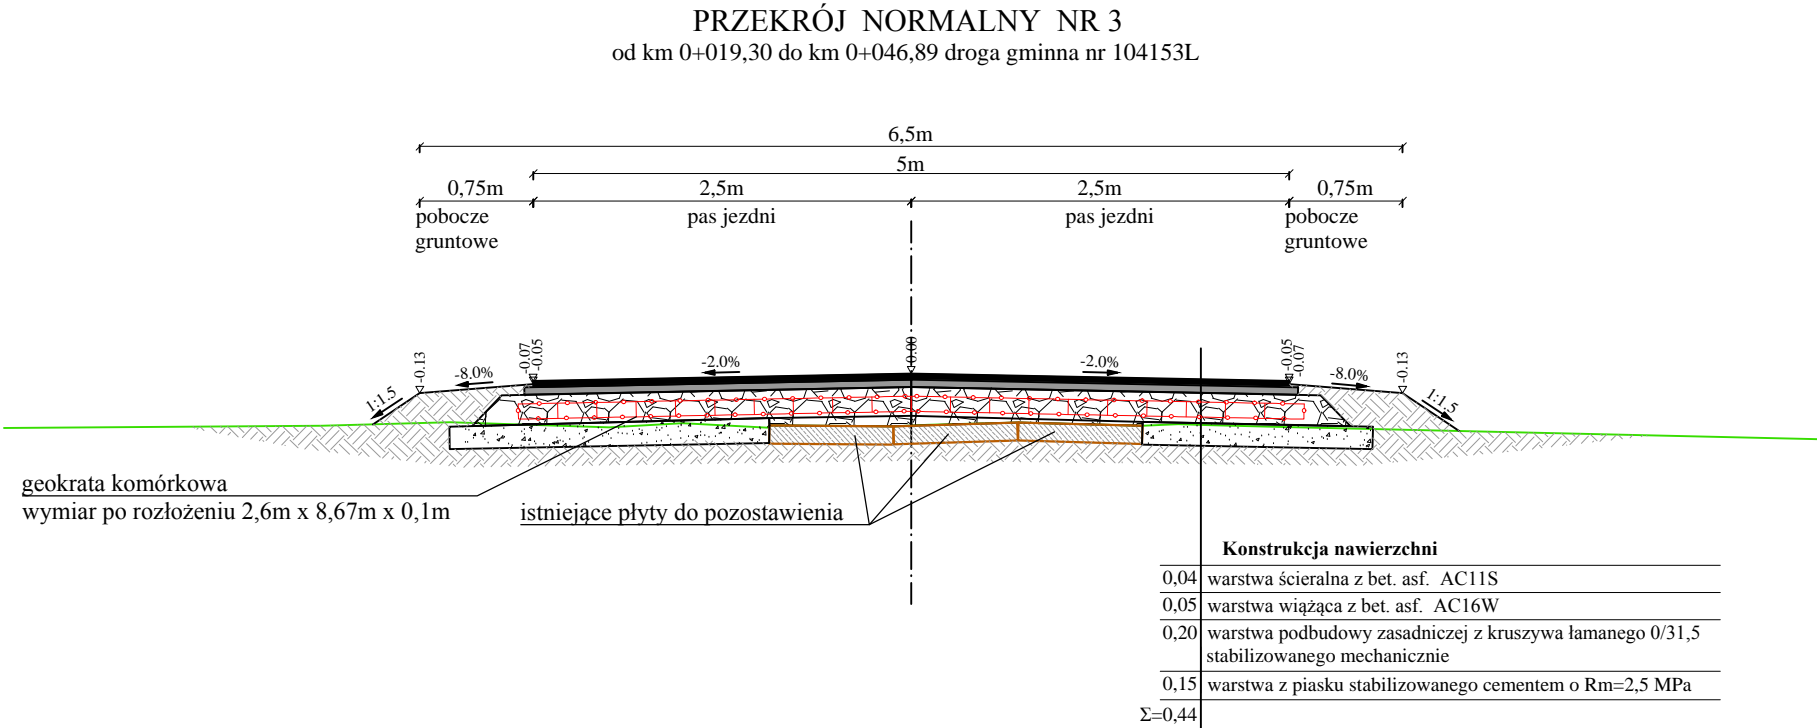 PRZEKRÓJ NORMALNY NR 3
od km 0+019,30 do km 0+046,89 droga gminna nr 104153L
6,5m
5m
0,75m 2,5m 2,5m 0,75m
pobocze pas jezdni pas jezdni pobocze
gruntowe gruntowe
-0.13 -0.07 -0.05 -0.00 -0.05 -0.07 -0.13
1:1.5 -8.0% -2.0% -2.0% -8.0% 1:1.5
geokrata komórkowa
wymiar po rozłożeniu 2,6m x 8,67m x 0,1m
istniejące płyty do pozostawienia
Konstrukcja nawierzchni
0,04 warstwa ścieralna z bet. asf. AC11S
0,05 warstwa wiążąca z bet. asf. AC16W
0,20 warstwa podbudowy zasadniczej z kruszywa łamanego 0/31,5
stabilizowanego mechanicznie
0,15 warstwa z piasku stabilizowanego cementem o Rm=2,5 MPa
Σ=0,44